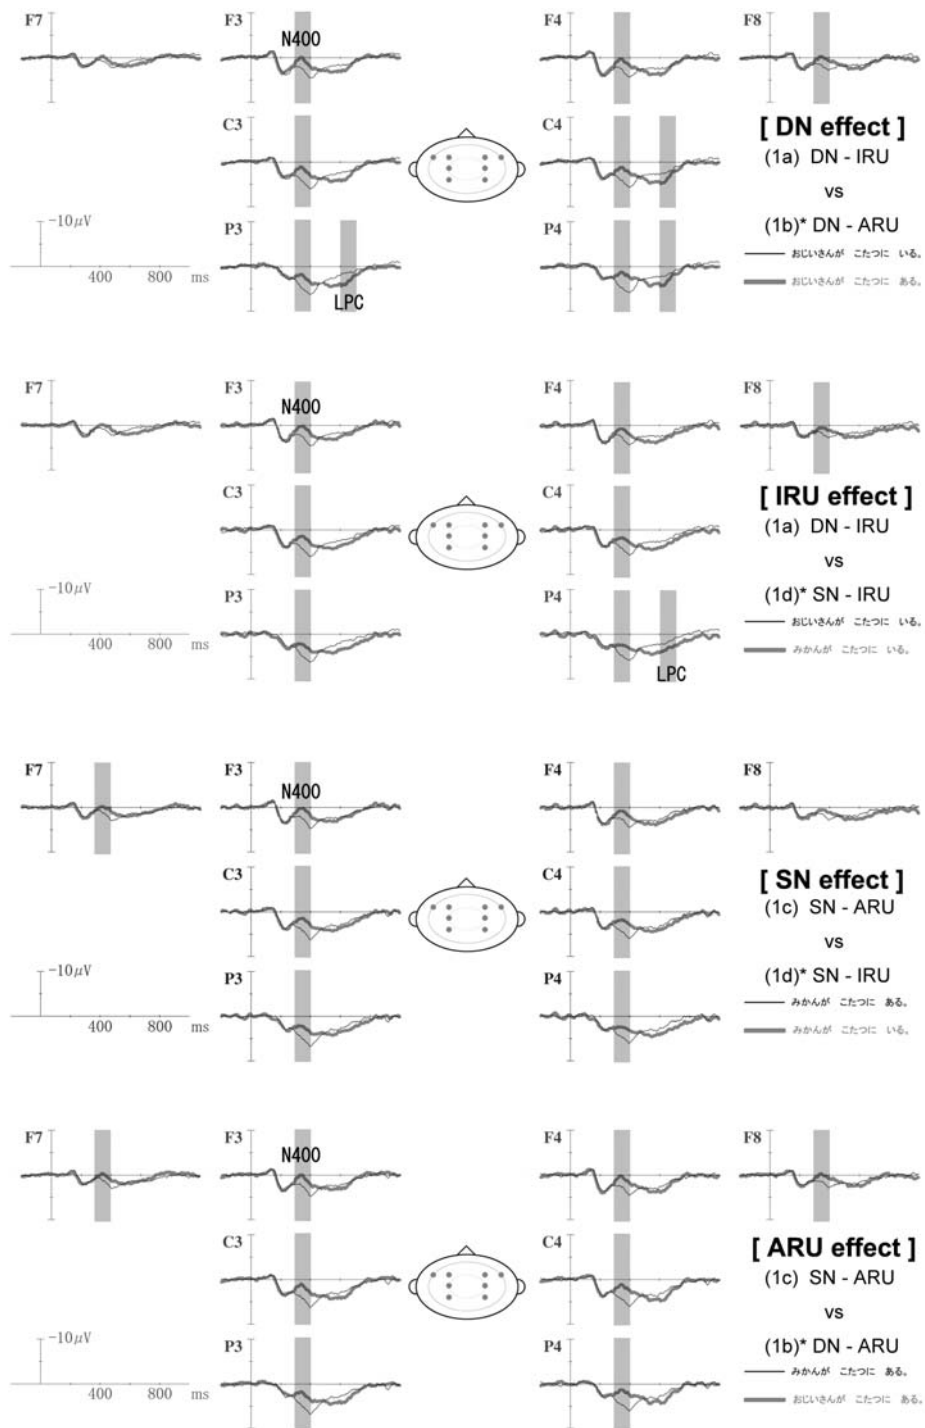 F7
F3
N400
F4
F8
C3
C4
[ DN effect ]
(1a) DN - IRU
vs
(1b)* DN - ARU
おじいさんが こたつに いる。
おじいさんが こたつに ある。
-10μV
400 800 ms
P3
LPC
P4
F7
F3
N400
F4
F8
C3
C4
[ IRU effect ]
(1a) DN - IRU
vs
(1d)* SN - IRU
おじいさんが こたつに いる。
みかんが こたつに いる。
-10μV
400 800 ms
P3
P4
LPC
F7
F3
N400
F4
F8
C3
C4
[ SN effect ]
(1c) SN - ARU
vs
(1d)* SN - IRU
みかんが こたつに ある。
みかんが こたつに いる。
-10μV
400 800 ms
P3
P4
F7
F3
N400
F4
F8
C3
C4
[ ARU effect ]
(1c) SN - ARU
vs
(1b)* DN - ARU
みかんが こたつに ある。
おじいさんが こたつに ある。
-10μV
400 800 ms
P3
P4